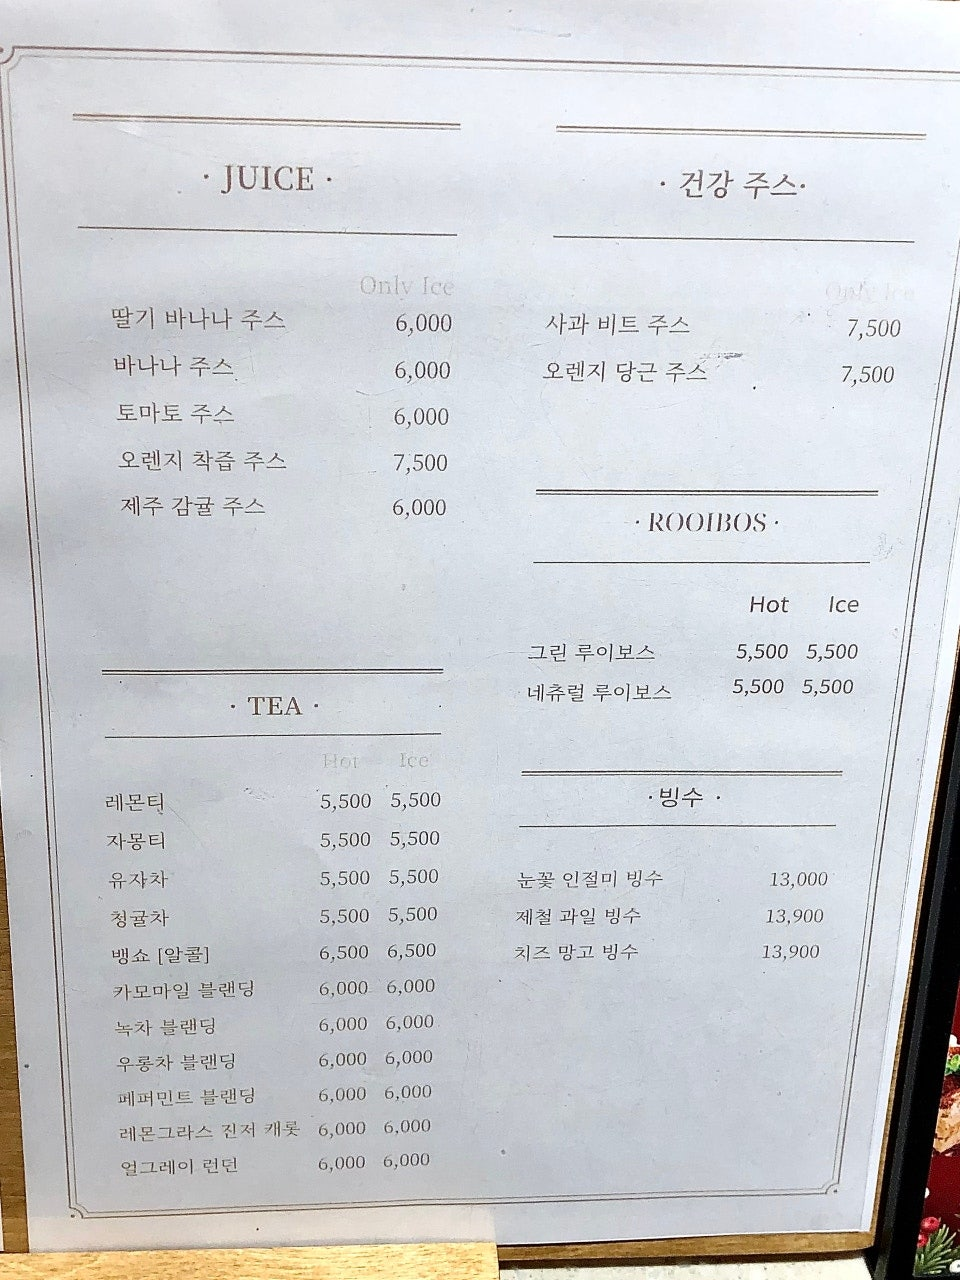 · JUICE ·
Only Ice
딸기 바나나 주스 6,000
바나나 주스 6,000
토마토 주스 6,000
오렌지 착즙 주스 7,500
제주 감귤 주스 6,000
· TEA ·
Hot Ice
레몬티 5,500 5,500
자몽티 5,500 5,500
유자차 5,500 5,500
청귤차 5,500 5,500
뱅쇼 [알콜] 6,500 6,500
카모마일 블랜딩 6,000 6,000
녹차 블랜딩 6,000 6,000
우롱차 블랜딩 6,000 6,000
페퍼민트 블랜딩 6,000 6,000
레몬그라스 진저 캐롯 6,000 6,000
얼그레이 런던 6,000 6,000
· 건강 주스·
Only Ice
사과 비트 주스 7,500
오렌지 당근 주스 7,500
· ROOIBOS ·
Hot Ice
그린 루이보스 5,500 5,500
네츄럴 루이보스 5,500 5,500
·빙수 ·
눈꽃 인절미 빙수 13,000
제철 과일 빙수 13,900
치즈 망고 빙수 13,900